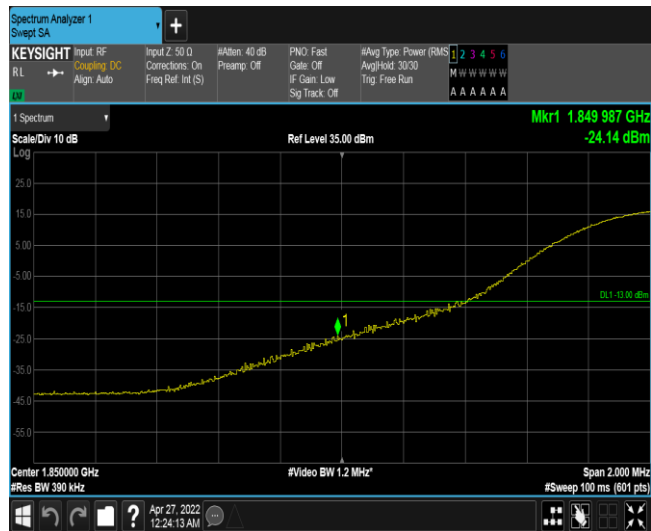 Spectrum Analyzer 1
Swept SA
+
KEYSIGHT
RL
Input: RF
Coupling: DC
Align: Auto
Input Z: 50 Ω
Corrections: On
Freq Ref: Int (S)
#Atten: 40 dB
Preamp: Off
PNO: Fast
Gate: Off
IF Gain: Low
Sig Track: Off
#Avg Type: Power (RMS
Avg|Hold: 30/30
Trig: Free Run
1 2 3 4 5 6
M W W W W W
A A A A A A
1 Spectrum
Mkr1 1.849 987 GHz
Scale/Div 10 dB
Ref Level 35.00 dBm
-24.14 dBm
Log
25.0
15.0
5.00
-5.00
DL1 -13.00 dBm
-15.0
1
-25.0
-35.0
-45.0
-55.0
Center 1.850000 GHz
#Video BW 1.2 MHz*
Span 2.000 MHz
#Res BW 390 kHz
#Sweep 100 ms (601 pts)
?
Apr 27, 2022
12:24:13 AM